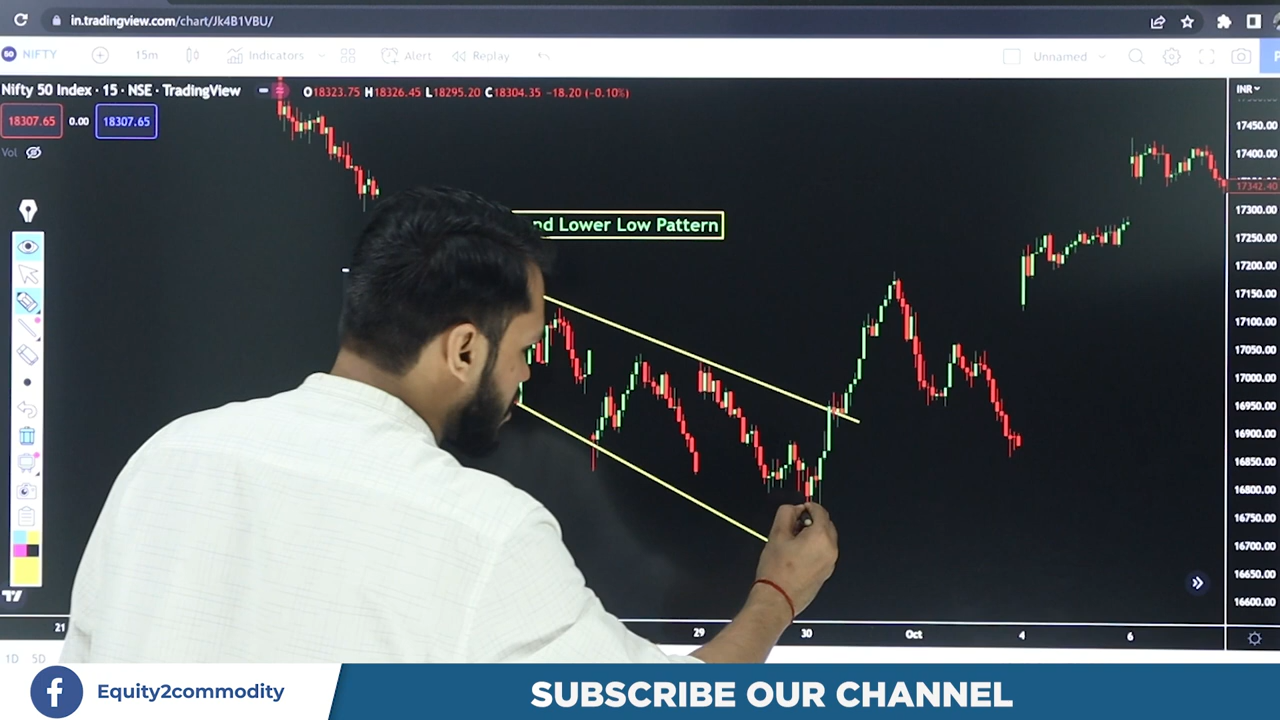 in.tradingview.com/chart/Jk4B1VBU/
50 NIFTY 15m Indicators Alert Replay Unnamed P
Nifty 50 Index · 15 · NSE · TradingView O18323.75 H18326.45 L18295.20 C18304.35 −18.20 (−0.10%) INR
18307.65 0.00 18307.65
Vol
17450.00
17400.00
17342.40
17300.00
17250.00
17200.00
17150.00
17100.00
17050.00
17000.00
16950.00
16900.00
16850.00
16800.00
16750.00
16700.00
16650.00
16600.00
nd Lower Low Pattern
21 29 30 Oct 4 6
1D 5D
Equity2commodity
SUBSCRIBE OUR CHANNEL